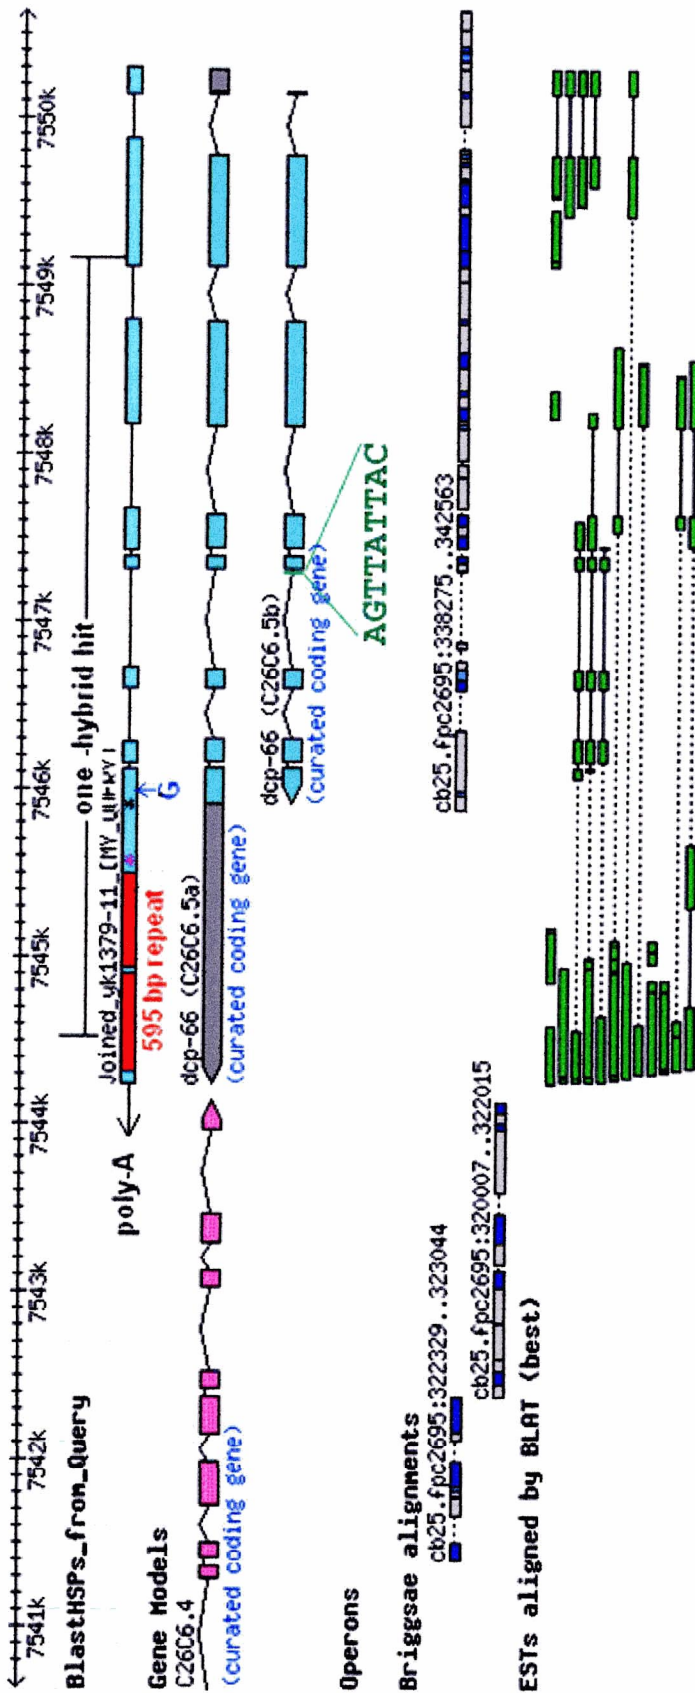 7541k 7542k 7543k 7544k 7545k 7546k 7547k 7548k 7549k 7550k
one -hybrid hit
BlastHSPs_from_Query
poly-A
595 bp repeat
G
Gene Models
C26C6.4
(curated coding gene)
dcp-66 (C26C6.5a)
(curated coding gene)
dcp-66 (C26C6.5b)
(curated coding gene)
AGTTATTAC
Operons
Briggsae alignments
cb25.fpc2695:322329..323044
cb25.fpc2695:338275..342563
cb25.fpc2695:320007..322015
ESTs aligned by BLAT (best)